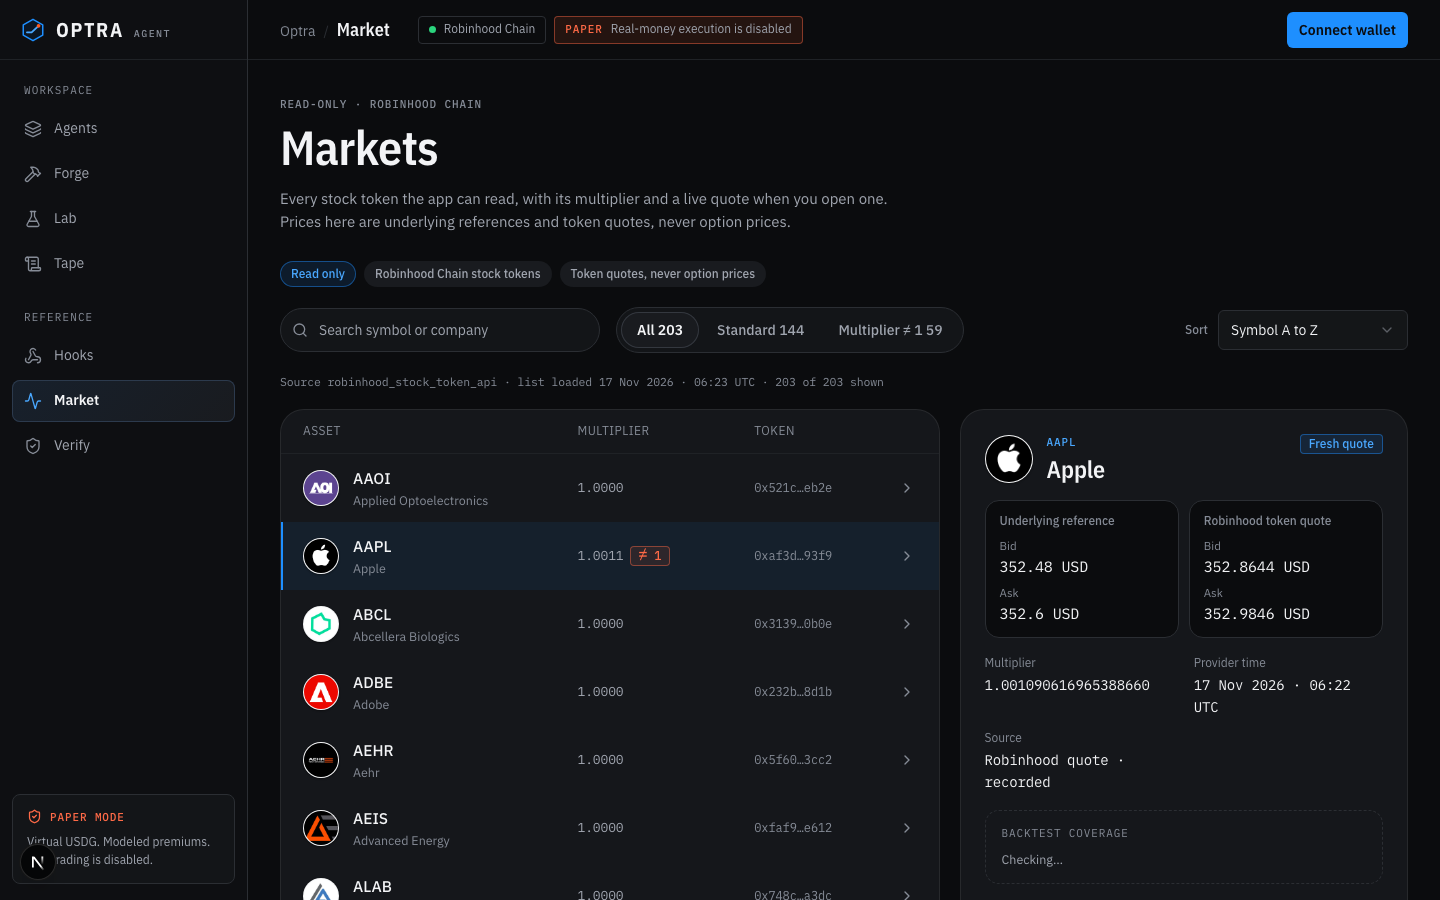 OPTRA AGENT
WORKSPACE
Agents
Forge
Lab
Tape
REFERENCE
Hooks
Market
Verify
PAPER MODE
Virtual USDG. Modeled premiums.
rading is disabled.
N
Optra / Market
Robinhood Chain
PAPER Real-money execution is disabled
Connect wallet
READ-ONLY · ROBINHOOD CHAIN
Markets
Every stock token the app can read, with its multiplier and a live quote when you open one.
Prices here are underlying references and token quotes, never option prices.
Read only
Robinhood Chain stock tokens
Token quotes, never option prices
Search symbol or company
All 203
Standard 144
Multiplier ≠ 1 59
Sort
Symbol A to Z
Source robinhood_stock_token_api · list loaded 17 Nov 2026 · 06:23 UTC · 203 of 203 shown
ASSET MULTIPLIER TOKEN
AOI
AAOI
Applied Optoelectronics
1.0000
0x521c…eb2e
AAPL
Apple
1.0011 ≠ 1
0xaf3d…93f9
ABCL
Abcellera Biologics
1.0000
0x3139…0b0e
ADBE
Adobe
1.0000
0x232b…8d1b
AEHR
Aehr
1.0000
0x5f60…3cc2
AEIS
Advanced Energy
1.0000
0xfaf9…e612
ALAB
1.0000
0x748c…a3dc
AAPL
Apple
Fresh quote
Underlying reference
Bid
352.48 USD
Ask
352.6 USD
Robinhood token quote
Bid
352.8644 USD
Ask
352.9846 USD
Multiplier
1.001090616965388660
Provider time
17 Nov 2026 · 06:22
UTC
Source
Robinhood quote ·
recorded
BACKTEST COVERAGE
Checking…